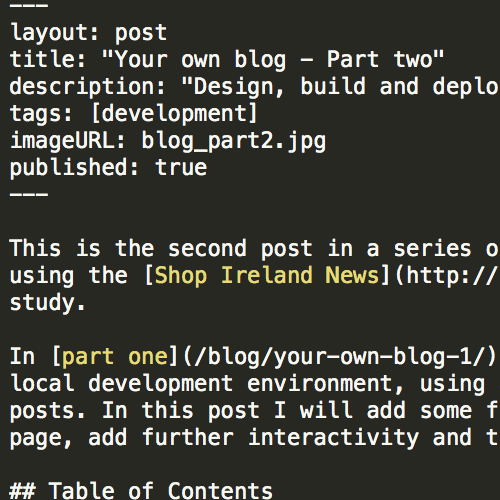 ---
layout: post
title: "Your own blog - Part two"
description: "Design, build and deplo
tags: [development]
imageURL: blog_part2.jpg
published: true
---
This is the second post in a series o
using the [Shop Ireland News](http://
study.
In [part one](/blog/your-own-blog-1/)
local development environment, using
posts. In this post I will add some f
page, add further interactivity and t
## Table of Contents